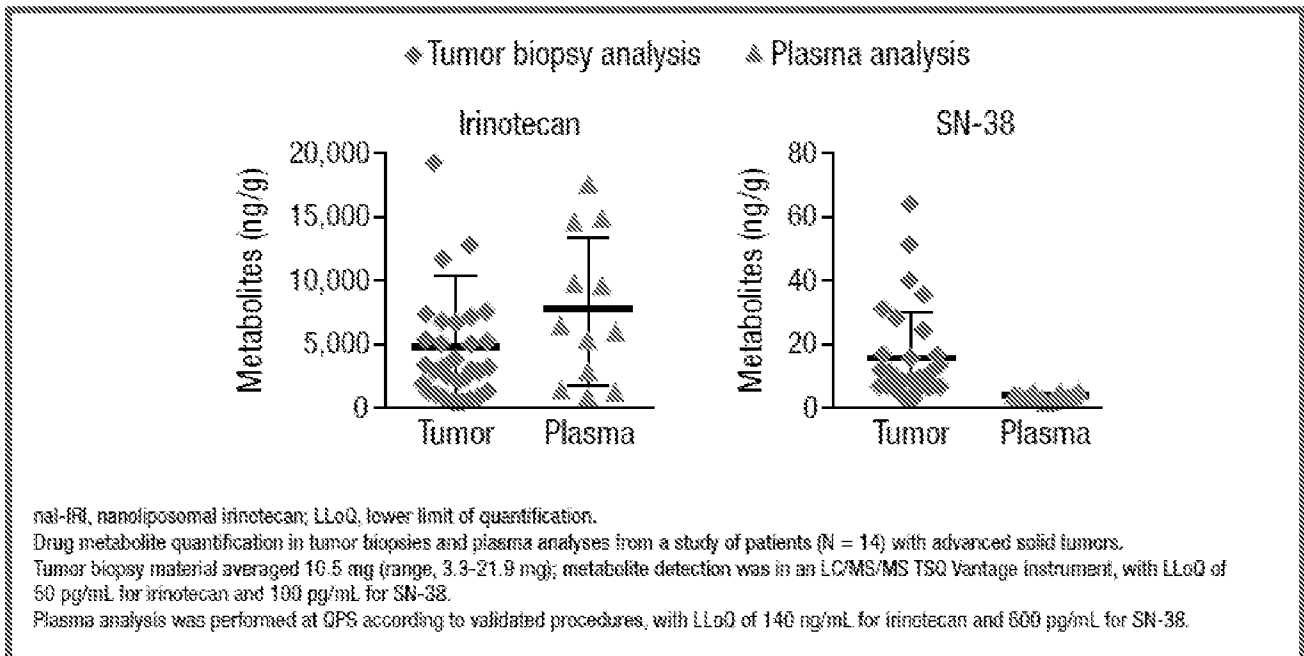 Tumor biopsy analysis Plasma analysis
Irinotecan
SN-38
Metabolites (ng/g)
20,000
15,000
10,000
5,000
0
Tumor Plasma
Metabolites (ng/g)
80
60
40
20
0
Tumor Plasma
nal-IRI, nanoliposomal irinotecan; LLoQ, lower limit of quantification.
Drug metabolite quantification in tumor biopsies and plasma analyses from a study of patients (N = 14) with advanced solid tumors.
Tumor biopsy material averaged 10.5 mg (range, 3.3-21.9 mg); metabolite detection was in an LC/MS/MS TSQ Vantage instrument, with LLoQ of
50 pg/mL for irinotecan and 100 pg/mL for SN-38.
Plasma analysis was performed at QPS according to validated procedures, with LLoQ of 140 ng/mL for irinotecan and 600 pg/mL for SN-38.